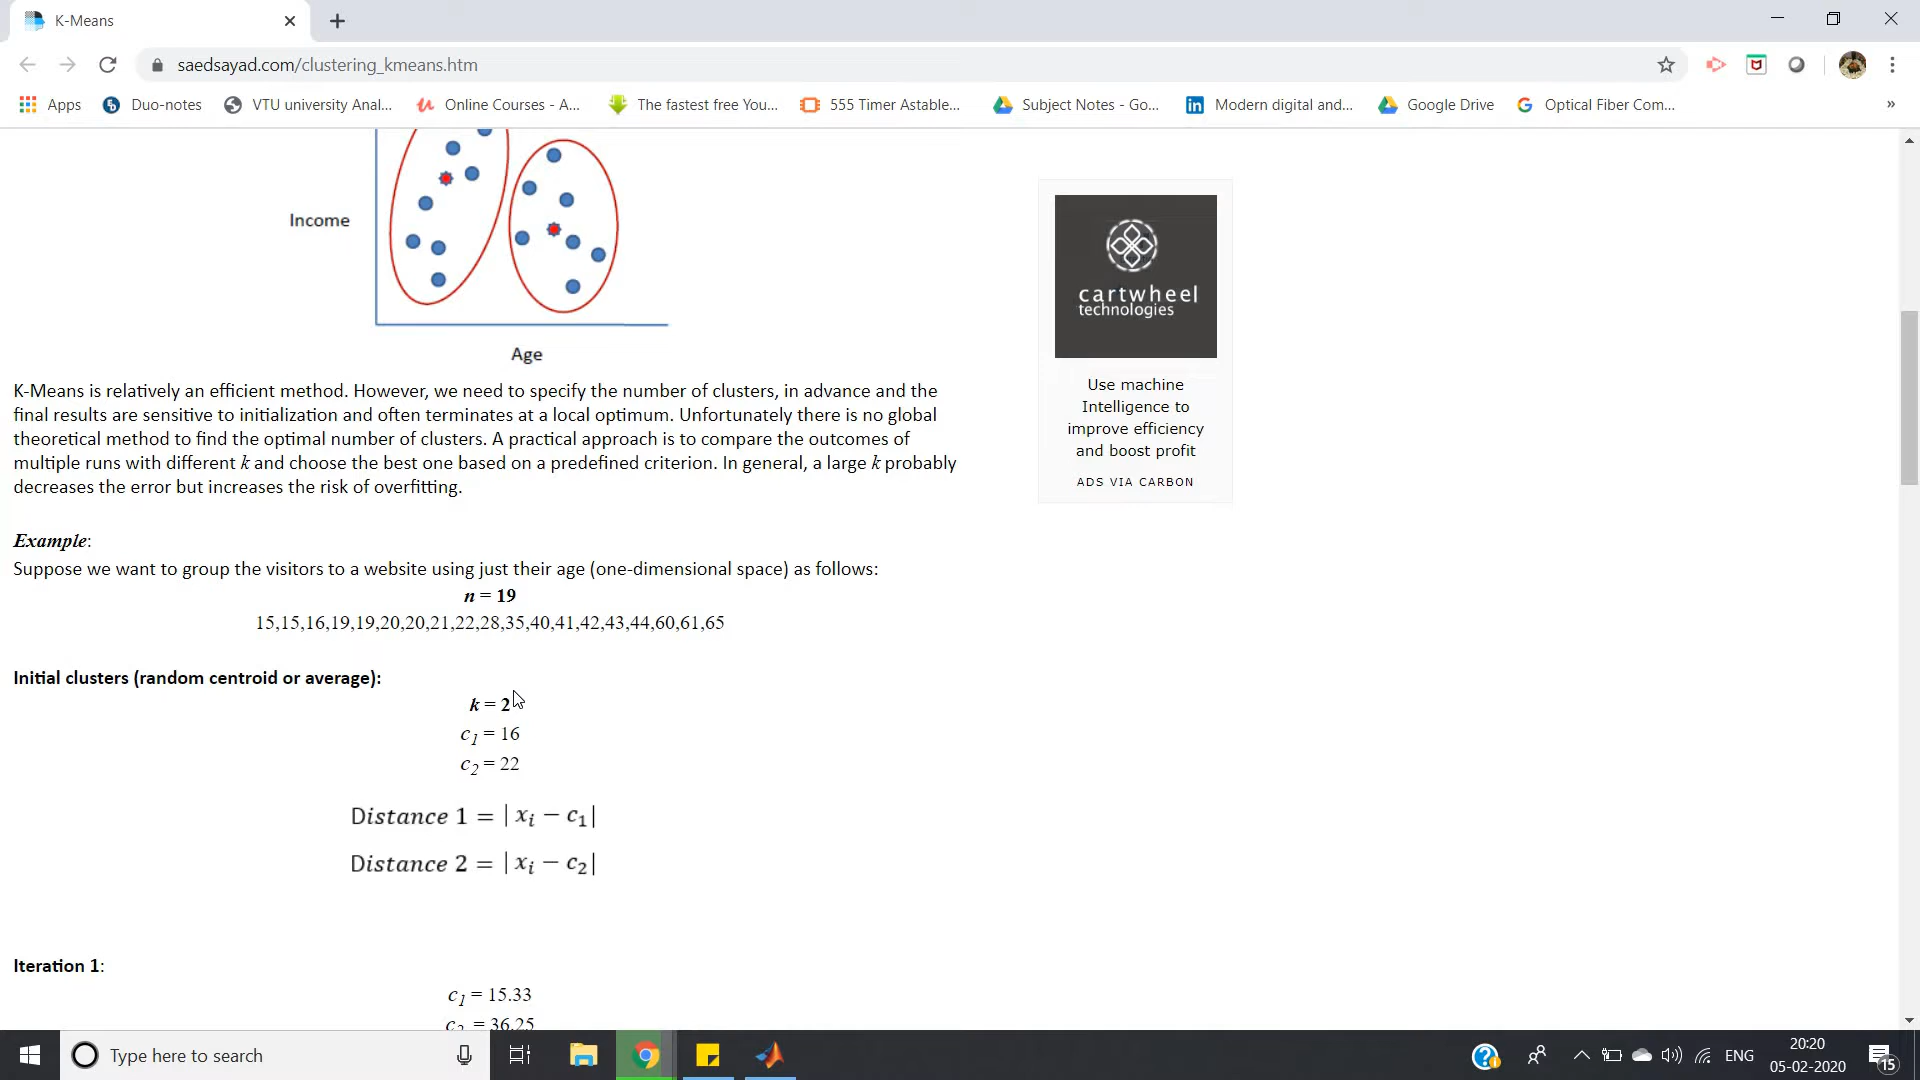 K-Means
saedsayad.com/clustering_kmeans.htm
Apps Duo-notes VTU university Anal... Online Courses - A... The fastest free You... 555 Timer Astable... Subject Notes - Go... Modern digital and... Google Drive Optical Fiber Com... »
Income
Age
cartwheel
technologies
Use machine
Intelligence to
improve efficiency
and boost profit
ADS VIA CARBON
K-Means is relatively an efficient method. However, we need to specify the number of clusters, in advance and the
final results are sensitive to initialization and often terminates at a local optimum. Unfortunately there is no global
theoretical method to find the optimal number of clusters. A practical approach is to compare the outcomes of
multiple runs with different k and choose the best one based on a predefined criterion. In general, a large k probably
decreases the error but increases the risk of overfitting.
Example:
Suppose we want to group the visitors to a website using just their age (one-dimensional space) as follows:
n = 19
15,15,16,19,19,20,20,21,22,28,35,40,41,42,43,44,60,61,65
Initial clusters (random centroid or average):
k = 2
c1 = 16
c2 = 22
Distance 1 = | xi − c1|
Distance 2 = | xi − c2|
Iteration 1:
c1 = 15.33
c2 = 36.25
Type here to search
ENG
20:20
05-02-2020
15